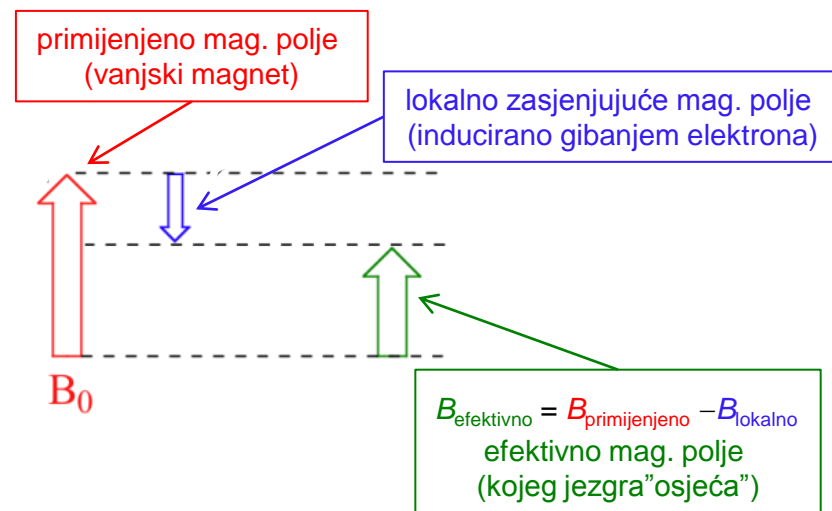 primijenjeno mag. polje
(vanjski magnet)
lokalno zasjenjujuće mag. polje
(inducirano gibanjem elektrona)
B₀
Befektivno = Bprimijenjeno −Blokalno
efektivno mag. polje
(kojeg jezgra”osjeća”)